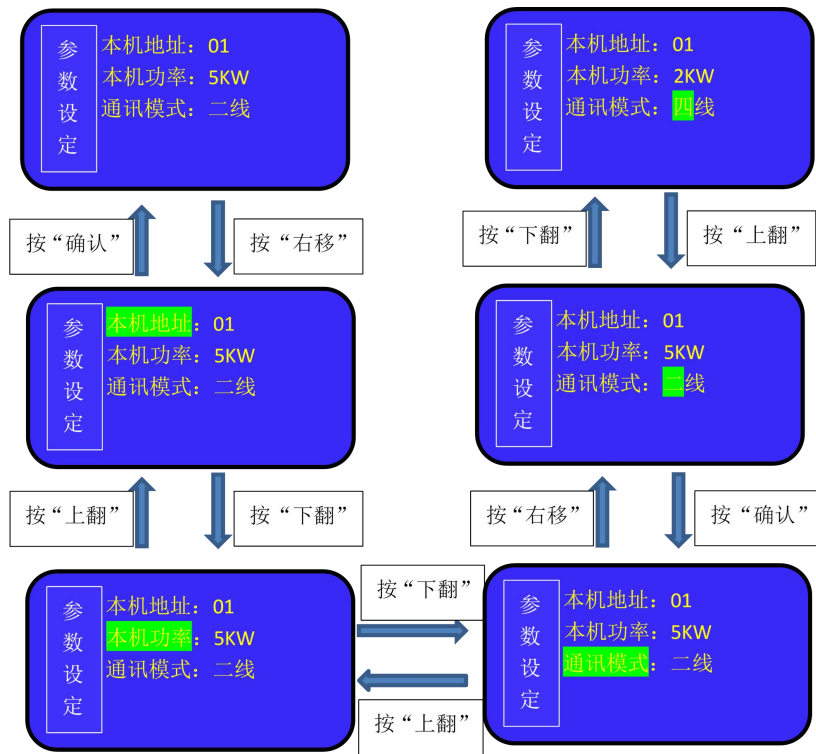 参数设定
本机地址：01
本机功率：5KW
通讯模式：二线
参数设定
本机地址：01
本机功率：2KW
通讯模式：四线
按“确认”
按“右移”
按“下翻”
按“上翻”
参数设定
本机地址：01
本机功率：5KW
通讯模式：二线
参数设定
本机地址：01
本机功率：5KW
通讯模式：二线
按“上翻”
按“下翻”
按“右移”
按“确认”
参数设定
本机地址：01
本机功率：5KW
通讯模式：二线
按“下翻”
按“上翻”
参数设定
本机地址：01
本机功率：5KW
通讯模式：二线